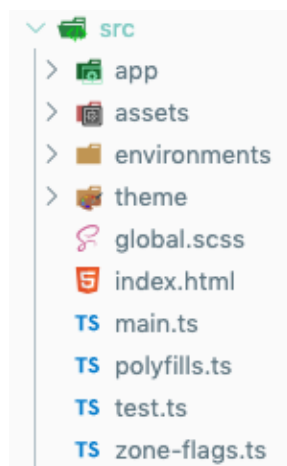 src
app
assets
environments
theme
global.scss
5 index.html
TS main.ts
TS polyfills.ts
TS test.ts
TS zone-flags.ts